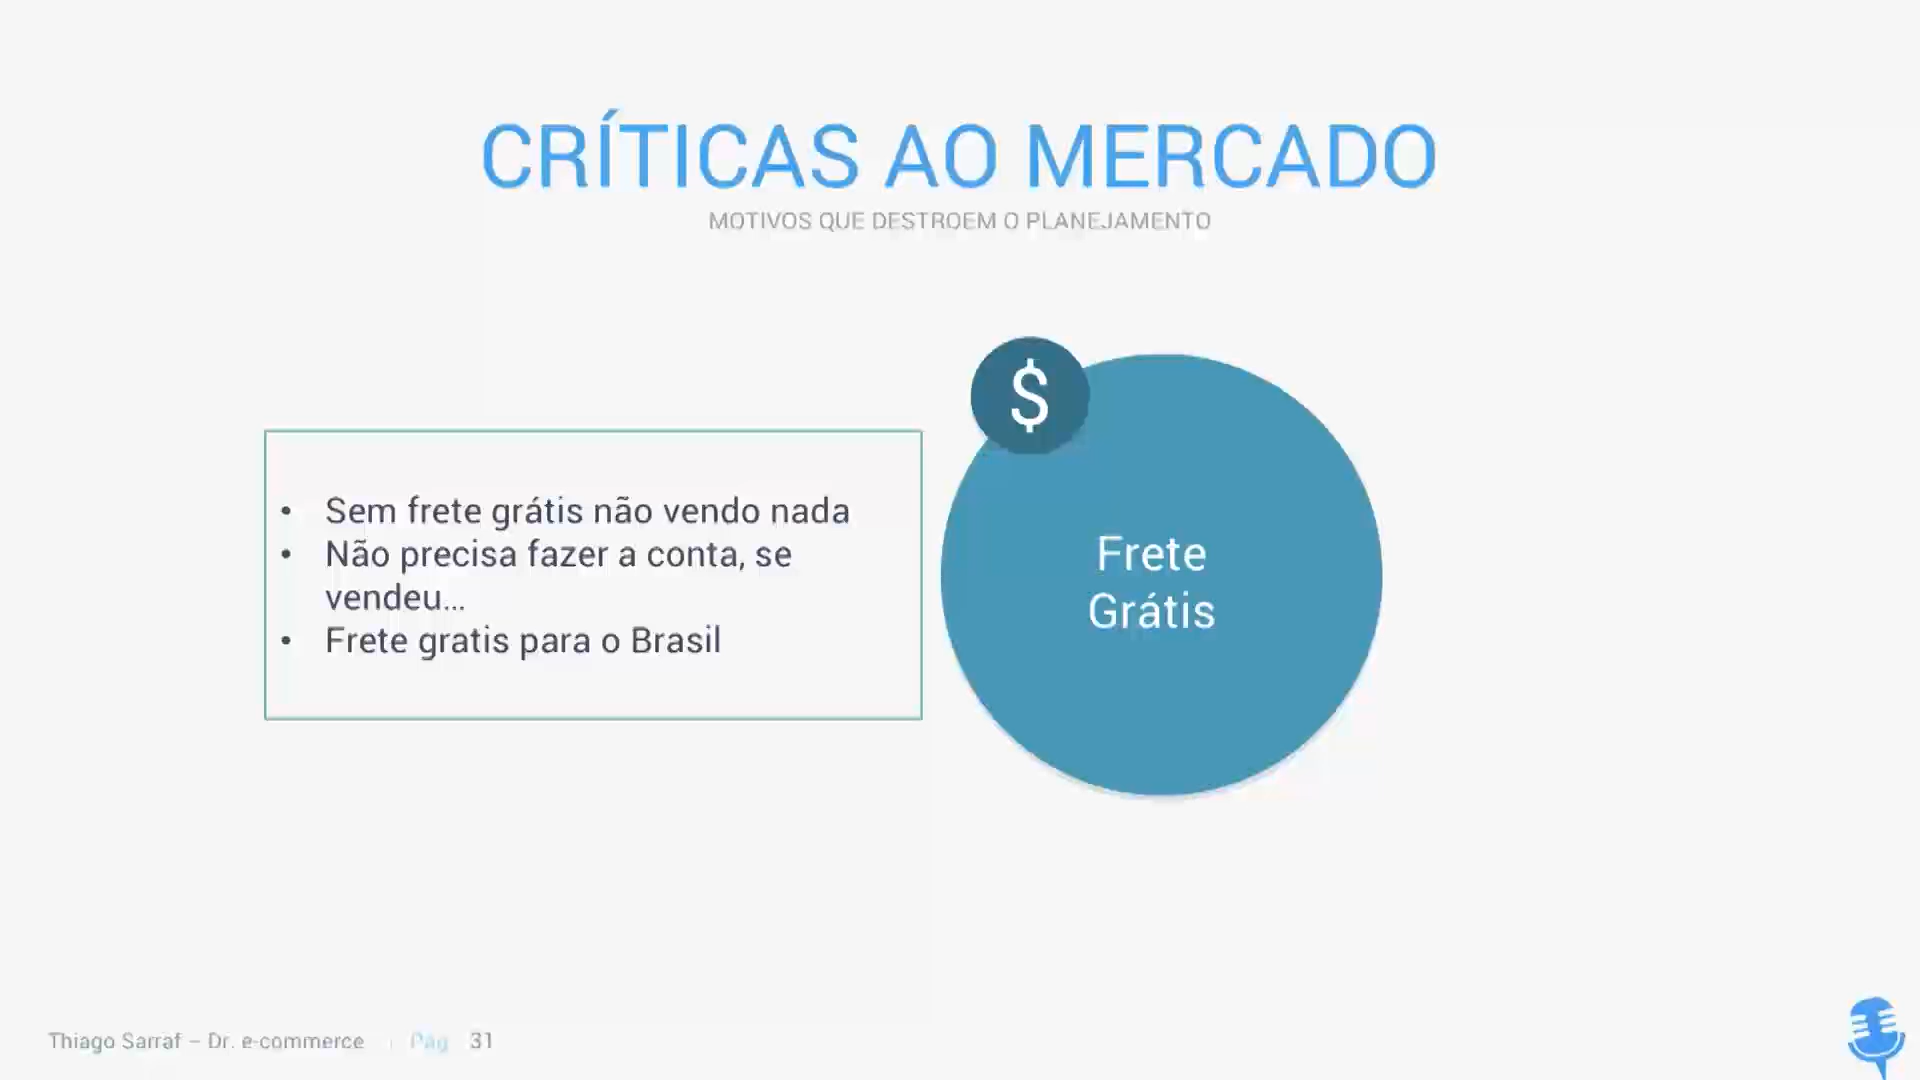 CRÍTICAS AO MERCADO
MOTIVOS QUE DESTROEM O PLANEJAMENTO
$
• Sem frete grátis não vendo nada
• Não precisa fazer a conta, se
vendeu...
• Frete gratis para o Brasil
Frete
Grátis
Thiago Sarraf – Dr. e-commerce | Pág 31